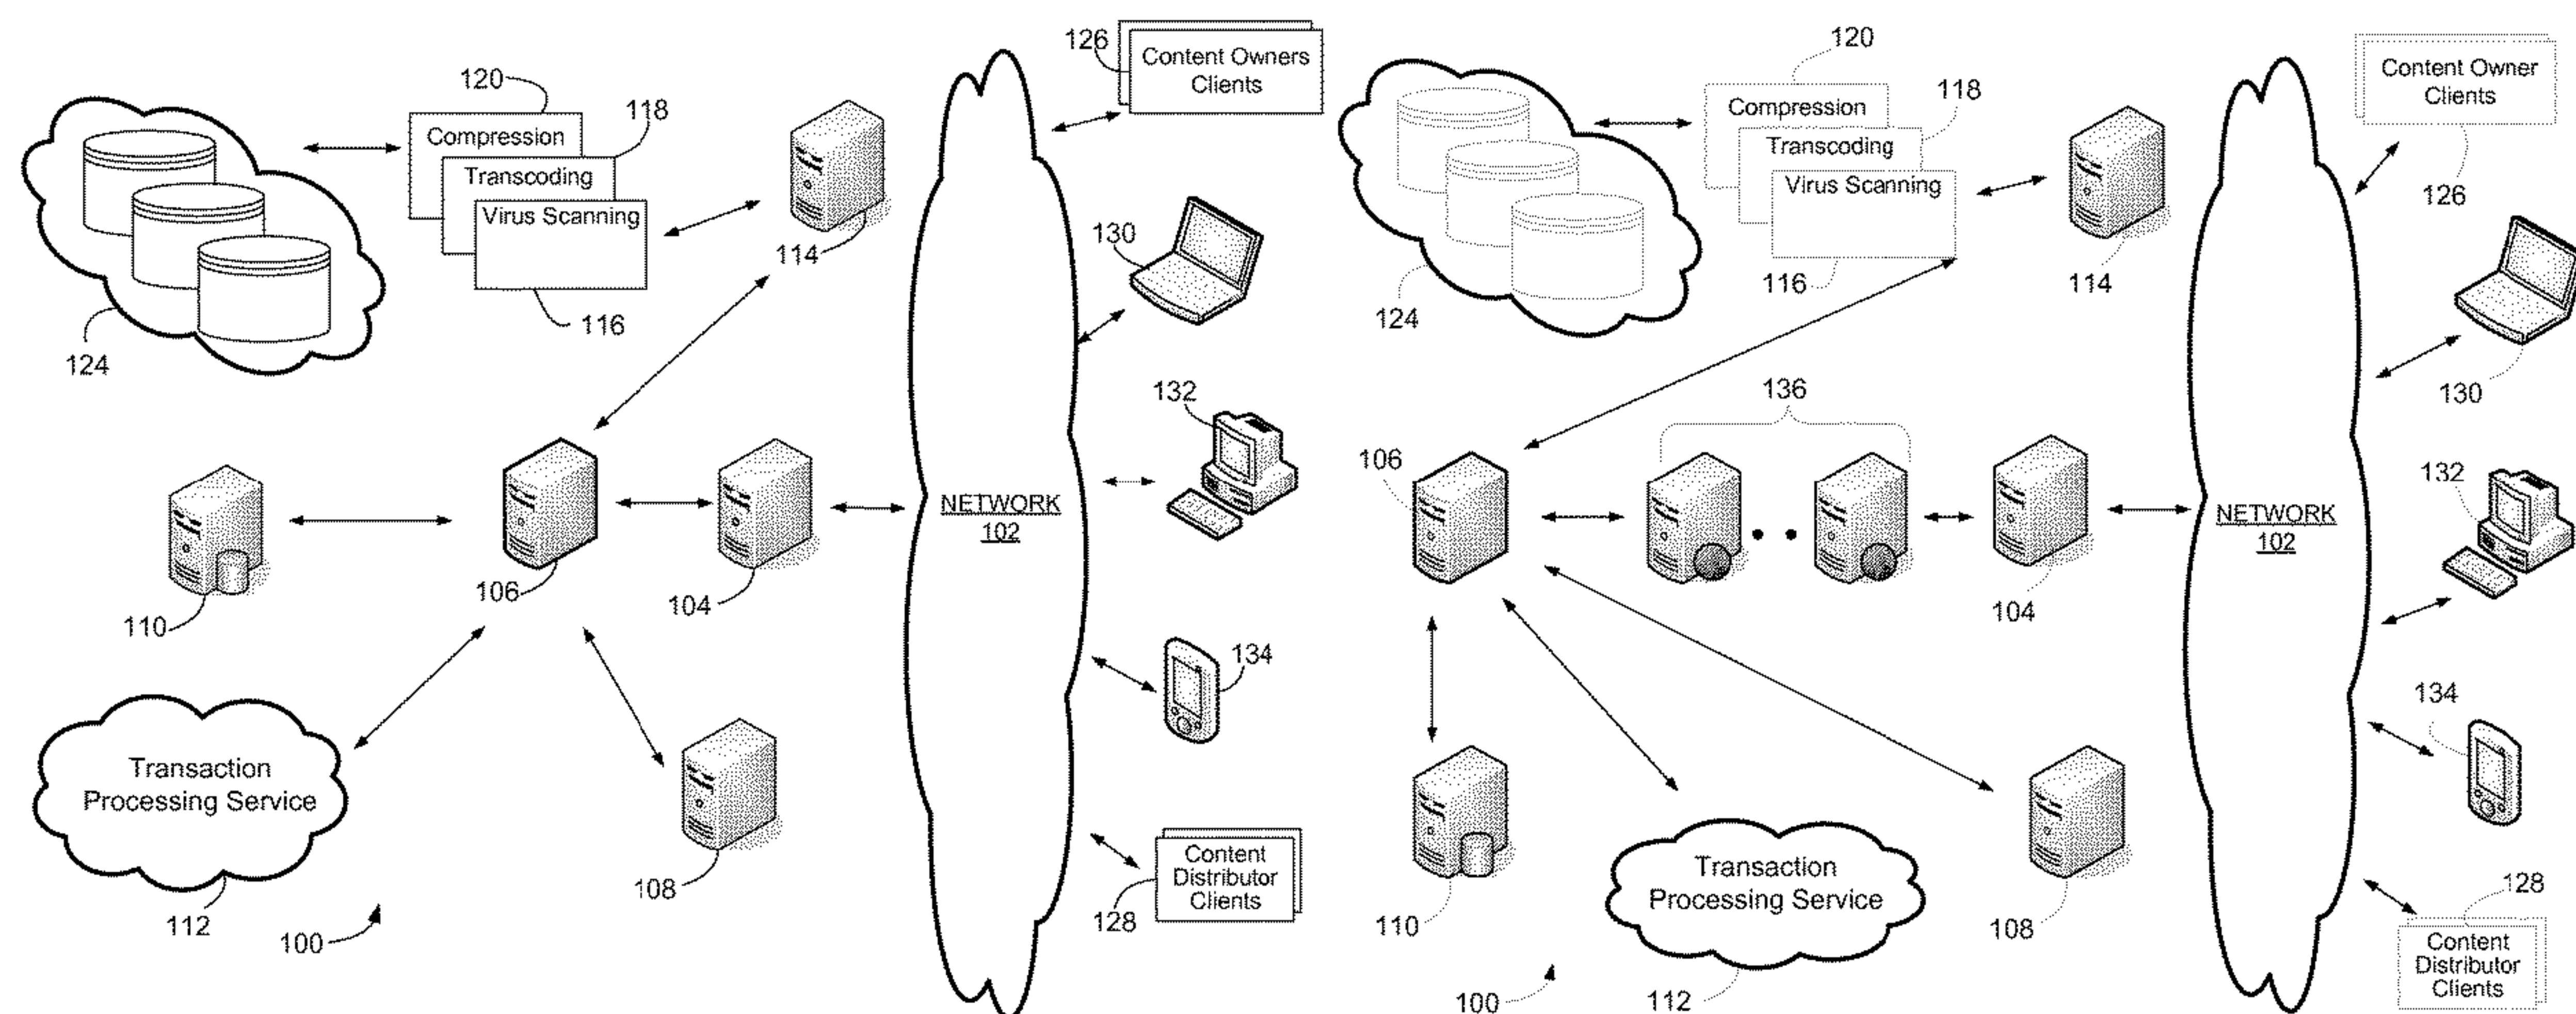 126
Content Owners
Clients
120
118
Compression
Transcoding
Virus Scanning
114
130
116
124
132
NETWORK
102
106
104
110
134
Transaction
Processing Service
108
Content
Distributor
Clients
128
112
100
120
Content Owner
Clients
118
Compression
Transcoding
Virus Scanning
126
116
114
124
130
136
106
132
NETWORK
102
104
134
Transaction
Processing Service
128
110
108
Content
Distributor
Clients
100
112